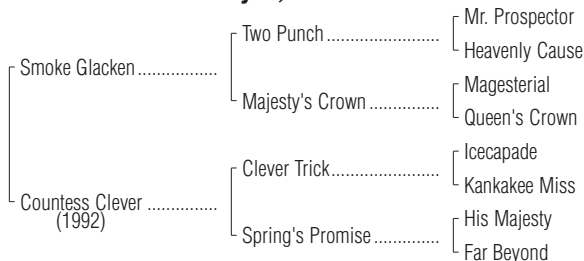 Mr. Prospector
Two Punch
Heavenly Cause
Smoke Glacken
Magesterial
Majesty's Crown
Queen's Crown
Icecapade
Clever Trick
Kankakee Miss
Countess Clever
(1992)
His Majesty
Spring's Promise
Far Beyond